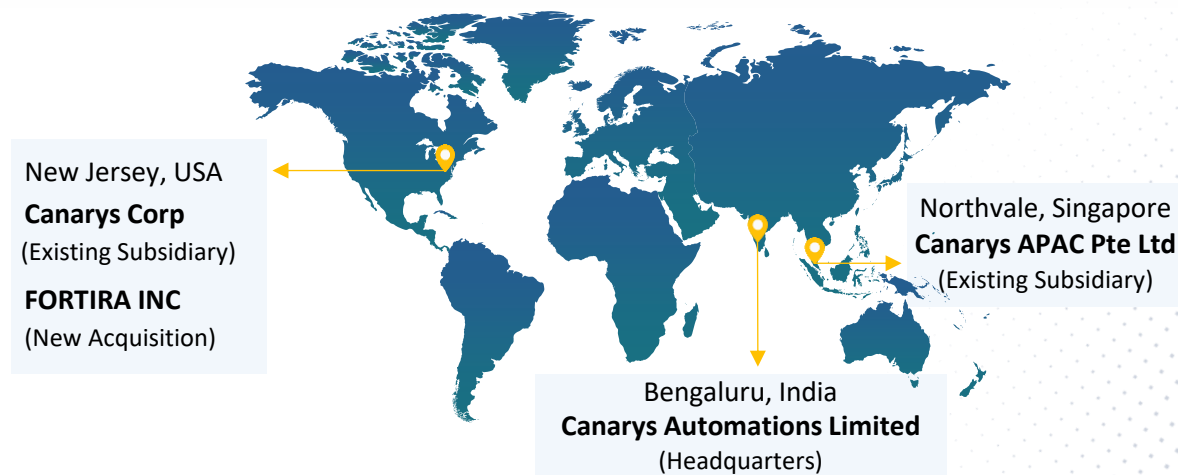 New Jersey, USA
Canarys Corp
(Existing Subsidiary)
FORTIRA INC
(New Acquisition)
Northvale, Singapore
Canarys APAC Pte Ltd
(Existing Subsidiary)
Bengaluru, India
Canarys Automations Limited
(Headquarters)